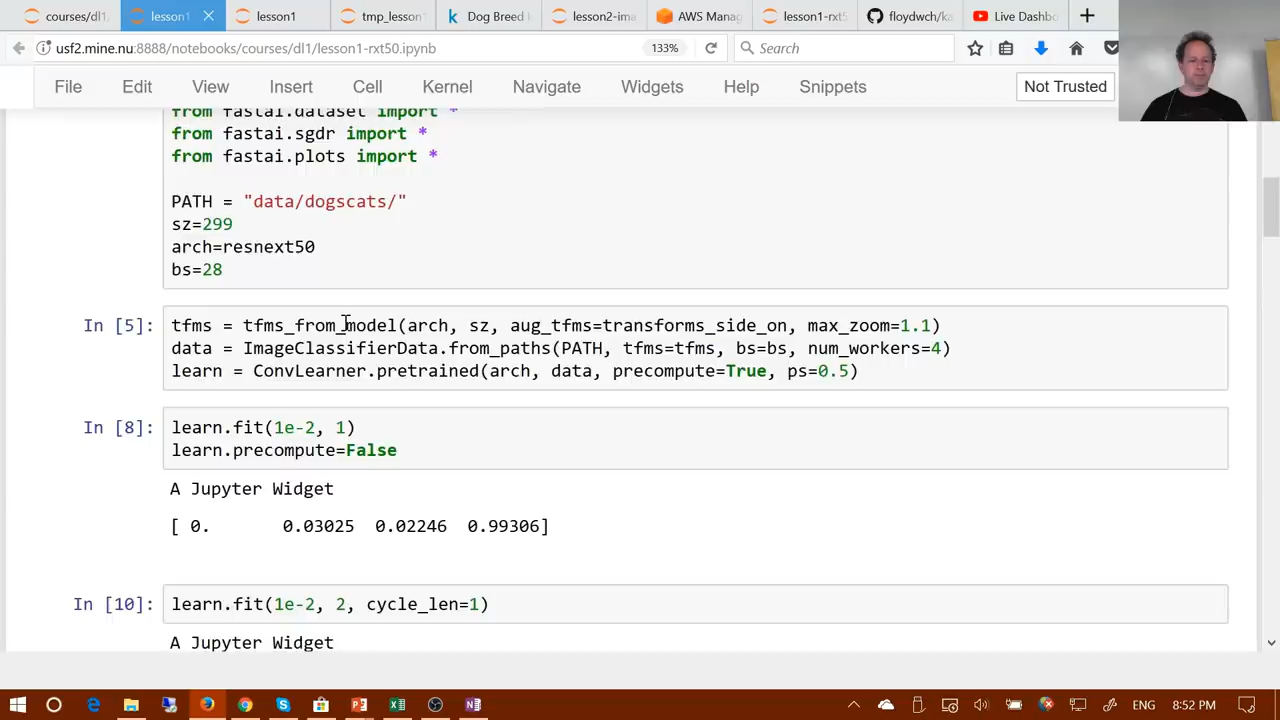 courses/dl1/
lesson1
lesson1
tmp_lesson1
Dog Breed
lesson2-ima
AWS Manag
lesson1-rxt
floydwch/ka
Live Dashbo
usf2.mine.nu:8888/notebooks/courses/dl1/lesson1-rxt50.ipynb
133%
Search
File Edit View Insert Cell Kernel Navigate Widgets Help Snippets
Not Trusted
from fastai.dataset import *
from fastai.sgdr import *
from fastai.plots import *
PATH = "data/dogscats/"
sz=299
arch=resnext50
bs=28
In [5]:
tfms = tfms_from_model(arch, sz, aug_tfms=transforms_side_on, max_zoom=1.1)
data = ImageClassifierData.from_paths(PATH, tfms=tfms, bs=bs, num_workers=4)
learn = ConvLearner.pretrained(arch, data, precompute=True, ps=0.5)
In [8]:
learn.fit(1e-2, 1)
learn.precompute=False
A Jupyter Widget
[ 0. 0.03025 0.02246 0.99306]
In [10]:
learn.fit(1e-2, 2, cycle_len=1)
A Jupyter Widget
ENG
8:52 PM